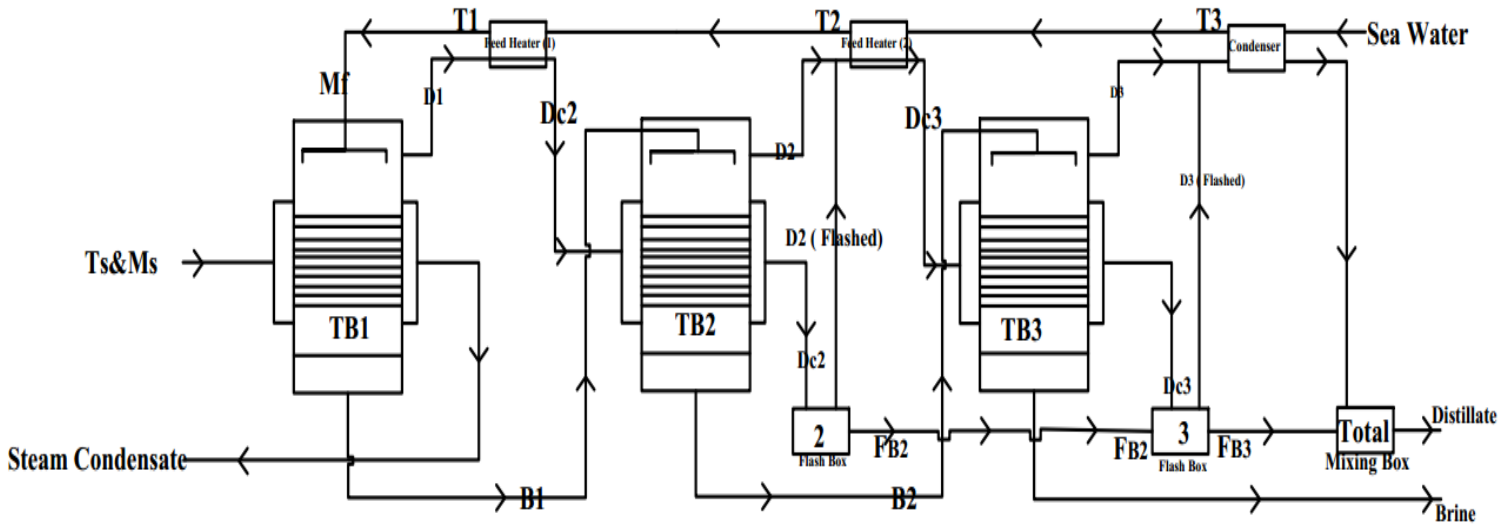 T1
T2
T3
Sea Water
Feed Heater (1)
Feed Heater (2)
Condenser
Mf
D1
Dc2
D2
Dc3
D3
D2 ( Flashed)
D3 ( Flashed)
Ts&Ms
TB1
TB2
TB3
Dc2
Dc3
2
Flash Box
FB2
FB2
3
Flash Box
FB3
Total
Mixing Box
Distillate
Steam Condensate
B1
B2
Brine